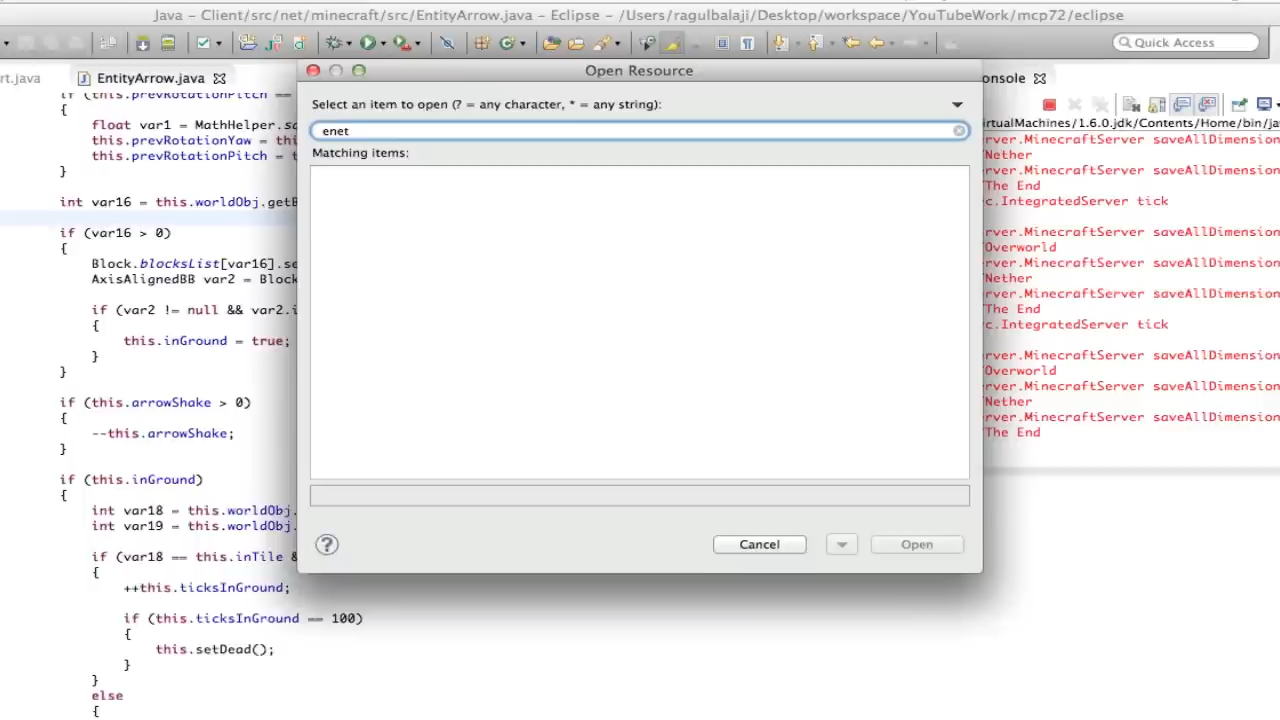 Java - Client/src/net/minecraft/src/EntityArrow.java - Eclipse - /Users/ragulbalaji/Desktop/workspace/YouTubeWork/mcp72/eclipse
Quick Access
rt.java
EntityArrow.java
onsole
Open Resource
Select an item to open (? = any character, * = any string):
enet
Matching items:
Cancel
Open
if (this.prevRotationPitch ==
{
float var1 = MathHelper.sq
this.prevRotationYaw = thi
this.prevRotationPitch = t
}
int var16 = this.worldObj.getB
if (var16 > 0)
{
Block.blocksList[var16].se
AxisAlignedBB var2 = Block
if (var2 != null && var2.i
{
this.inGround = true;
}
}
if (this.arrowShake > 0)
{
--this.arrowShake;
}
if (this.inGround)
{
int var18 = this.worldObj.
int var19 = this.worldObj.
if (var18 == this.inTile &
{
++this.ticksInGround;
if (this.ticksInGround == 100)
{
this.setDead();
}
}
else
{
irtualMachines/1.6.0.jdk/Contents/Home/bin/ja
rver.MinecraftServer saveAllDimension
/Nether
rver.MinecraftServer saveAllDimension
/The End
c.IntegratedServer tick
rver.MinecraftServer saveAllDimension
/Overworld
rver.MinecraftServer saveAllDimension
/Nether
rver.MinecraftServer saveAllDimension
/The End
c.IntegratedServer tick
rver.MinecraftServer saveAllDimension
/Overworld
rver.MinecraftServer saveAllDimension
/Nether
rver.MinecraftServer saveAllDimension
/The End